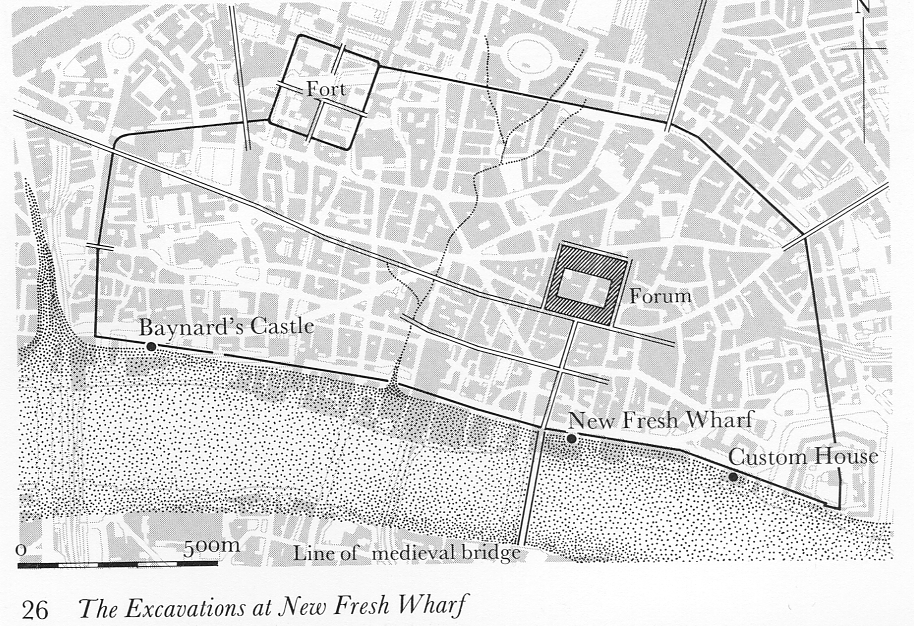 N
Fort
Forum
Baynard's Castle
New Fresh Wharf
Custom House
0 500m
Line of medieval bridge
26 The Excavations at New Fresh Wharf